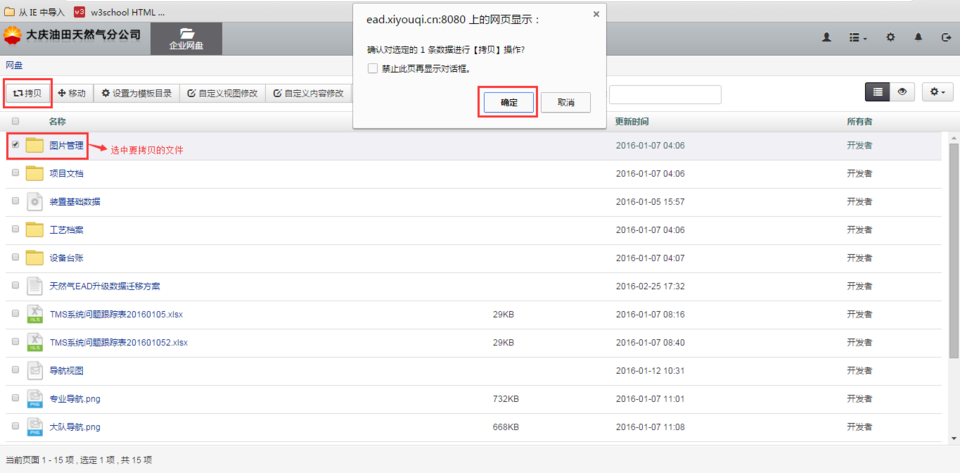 从 IE 中导入 w3 w3school HTML ...
大庆油田天然气分公司 企业网盘
ead.xiyouqi.cn:8080 上的网页显示：
确认对选定的 1 条数据进行【拷贝】操作?
禁止此页再显示对话框。
确定 取消
网盘
拷贝 移动 设置为模板目录 自定义视图修改 自定义内容修改
名称 更新时间 所有者
图片管理 选中要拷贝的文件 2016-01-07 04:06 开发者
项目文档 2016-01-07 04:06 开发者
装置基础数据 2016-01-05 15:57 开发者
工艺档案 2016-01-07 04:06 开发者
设备台账 2016-01-07 04:07 开发者
天然气EAD升级数据迁移方案 2016-02-25 17:32 开发者
TMS系统问题跟踪表20160105.xlsx 29KB 2016-01-07 08:16 开发者
TMS系统问题跟踪表201601052.xlsx 29KB 2016-01-07 08:40 开发者
导航视图 2016-01-12 10:31 开发者
专业导航.png 732KB 2016-01-07 11:01 开发者
大队导航.png 668KB 2016-01-07 11:08 开发者
当前页面 1 - 15 项 , 选定 1 项 , 共 15 项